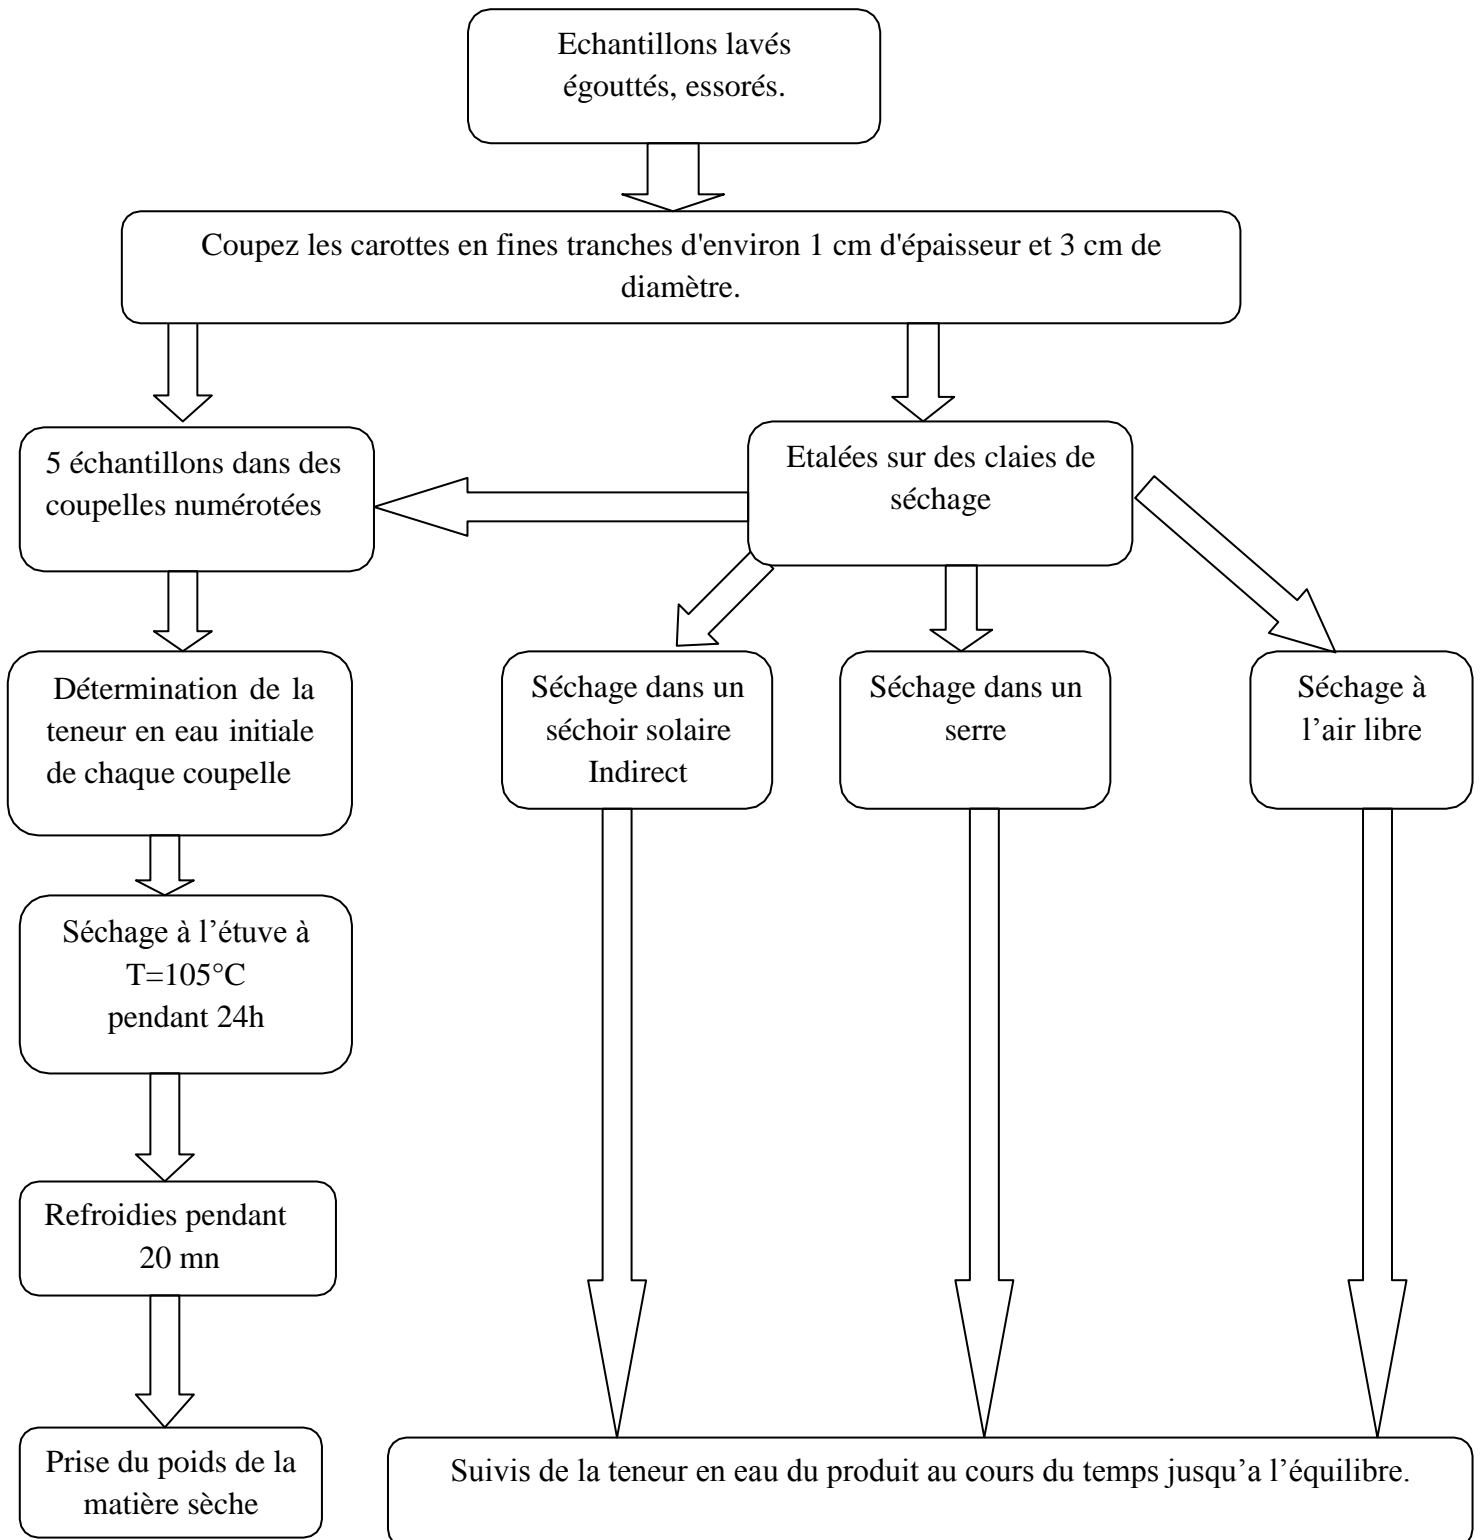 Echantillons lavés
égouttés, essorés.
Coupez les carottes en fines tranches d'environ 1 cm d'épaisseur et 3 cm de
diamètre.
5 échantillons dans des
coupelles numérotées
Etalées sur des claies de
séchage
Détermination de la
teneur en eau initiale
de chaque coupelle
Séchage dans un
séchoir solaire
Indirect
Séchage dans un
serre
Séchage à
l’air libre
Séchage à l’étuve à
T=105°C
pendant 24h
Refroidies pendant
20 mn
Prise du poids de la
matière sèche
Suivis de la teneur en eau du produit au cours du temps jusqu’a l’équilibre.